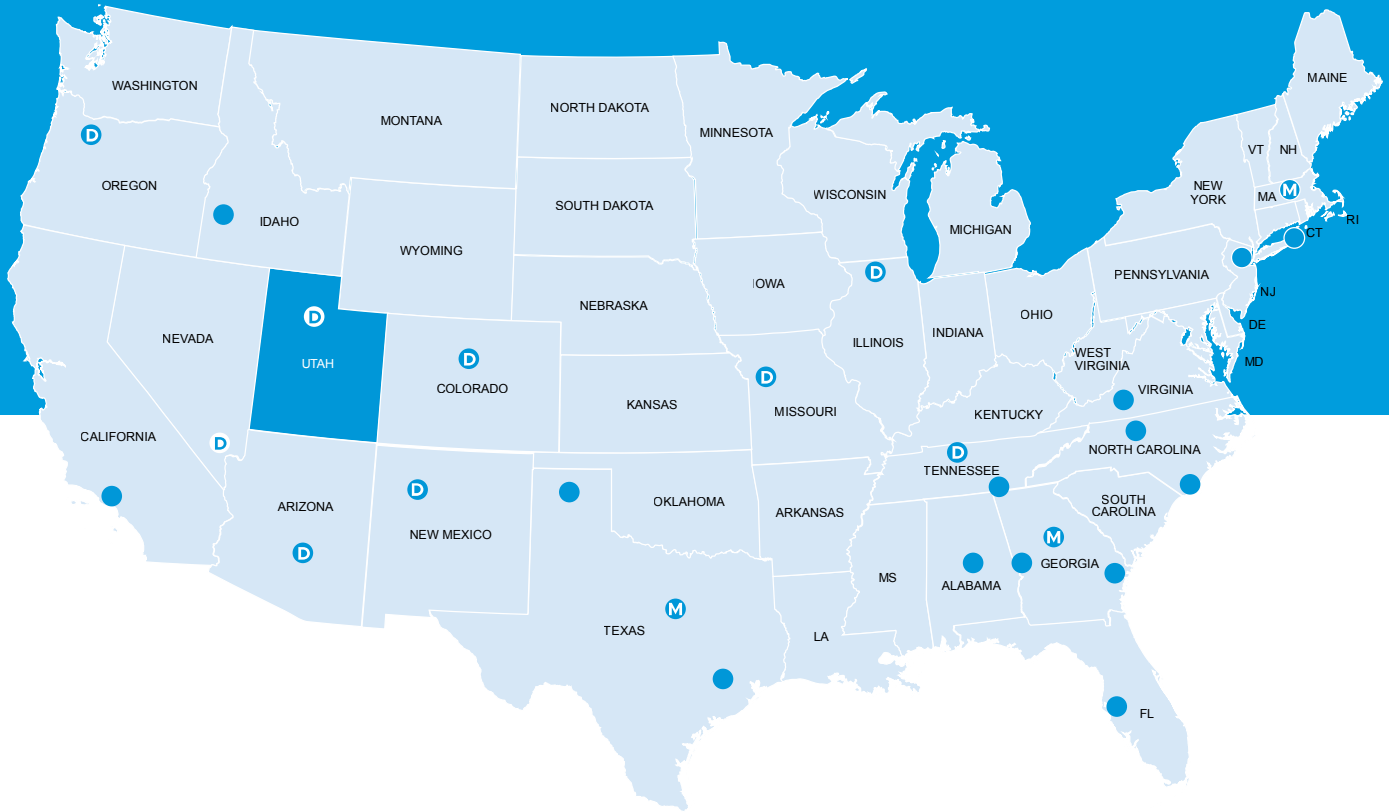 MAINE
WASHINGTON
NORTH DAKOTA
MONTANA
MINNESOTA
D
VT
NH
OREGON
NEW
YORK
MA
M
WISCONSIN
SOUTH DAKOTA
IDAHO
RI
MICHIGAN
CT
WYOMING
PENNSYLVANIA
D
IOWA
NJ
NEBRASKA
OHIO
D
DE
INDIANA
NEVADA
ILLINOIS
WEST
VIRGINIA
MD
UTAH
D
COLORADO
D
VIRGINIA
KANSAS
MISSOURI
KENTUCKY
CALIFORNIA
D
D
NORTH CAROLINA
TENNESSEE
D
OKLAHOMA
SOUTH
CAROLINA
ARIZONA
ARKANSAS
NEW MEXICO
M
D
GEORGIA
MS
ALABAMA
M
TEXAS
LA
FL